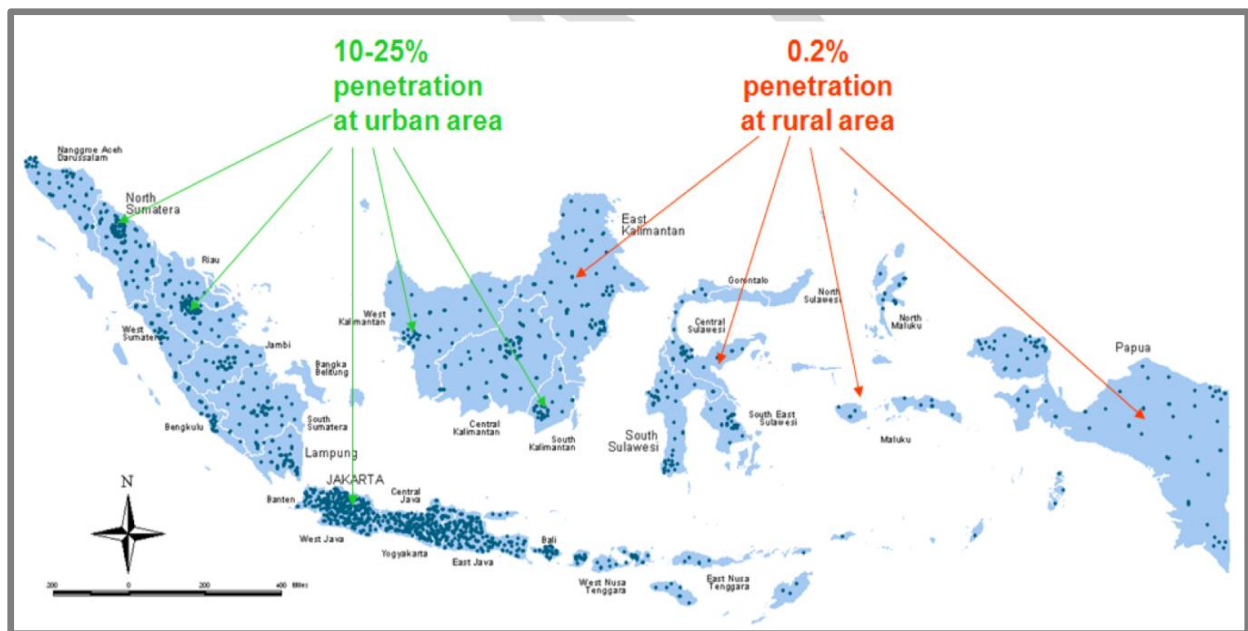 10-25%
penetration
at urban area
0.2%
penetration
at rural area
Nanggroe Aceh
Darussalam
North
Sumatera
Riau
West
Sumatera
Jambi
Bangka
Belitung
Bengkulu
South
Sumatera
Lampung
JAKARTA
Banten
Central
Java
West Java
Yogyakarta
East Java
Bali
West Nusa
Tenggara
East Nusa
Tenggara
West
Kalimantan
Central
Kalimantan
South
Kalimantan
East
Kalimantan
Gorontalo
North
Sulawesi
Central
Sulawesi
South East
Sulawesi
South
Sulawesi
North
Maluku
Maluku
Papua
N
200 0 200 400 Miles